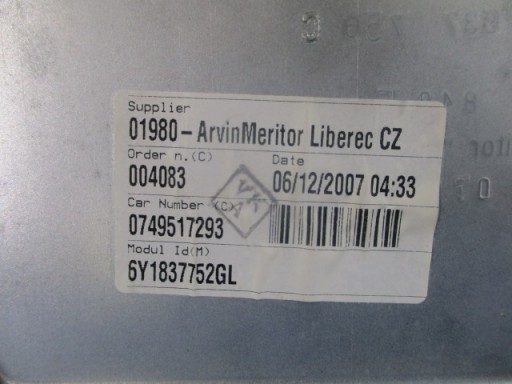 Supplier
01980-ArvinMeritor Liberec CZ
Order n.(C) Date
004083 06/12/2007 04:33
Car Number (C)
0749517293
Modul Id(M)
6Y1837752GL